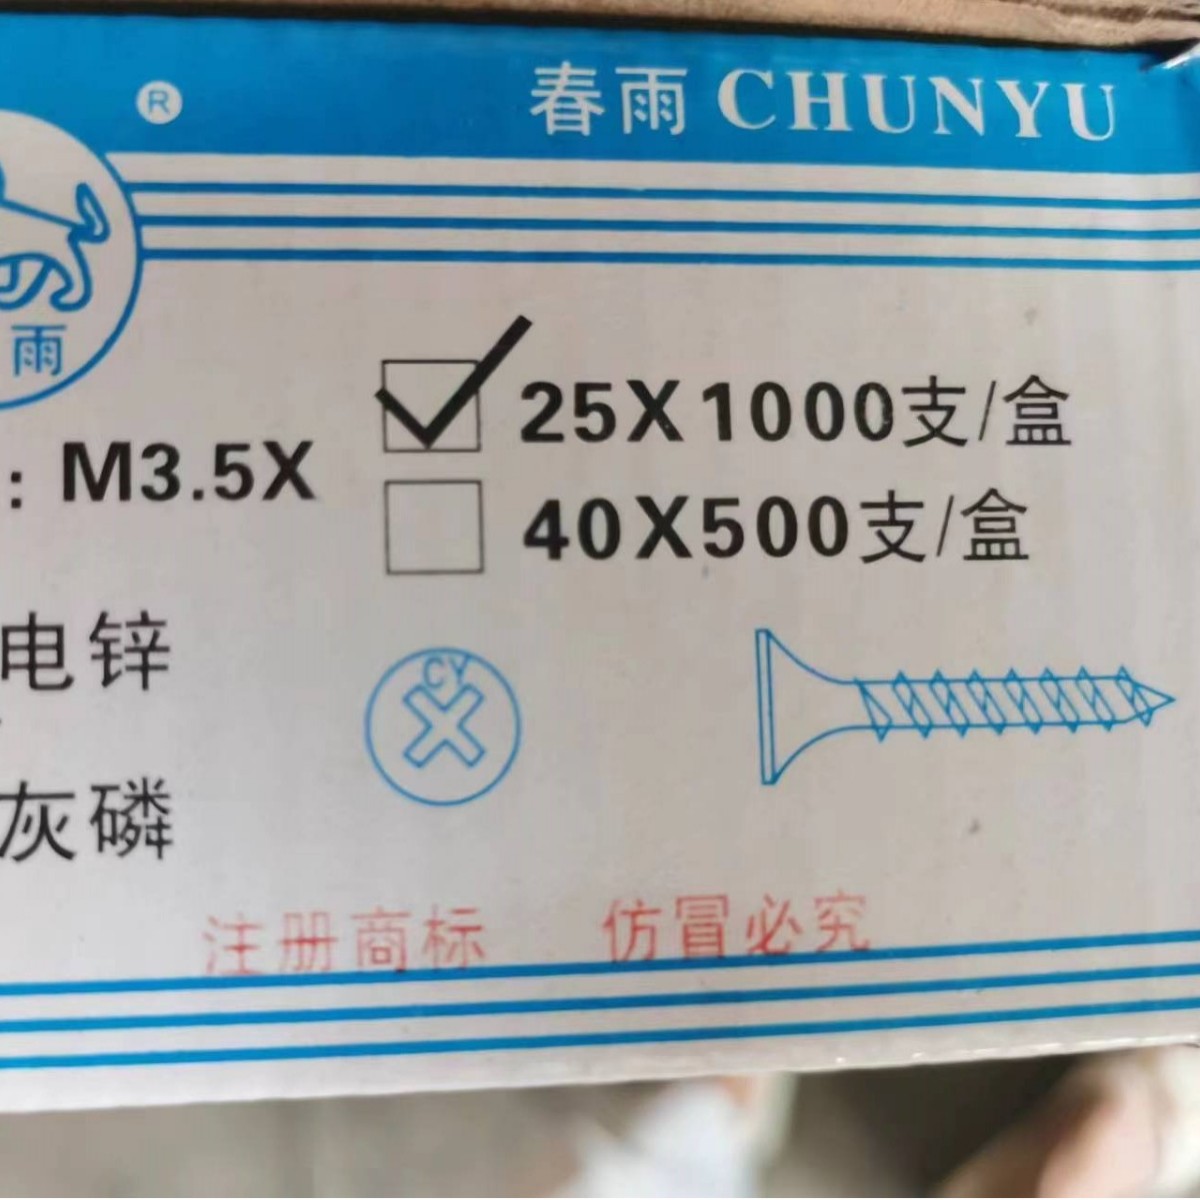 ®
春雨 CHUNYU
雨
: M3.5X
25X1000支/盒
40X500支/盒
电锌
CY
灰磷
注册商标 仿冒必究